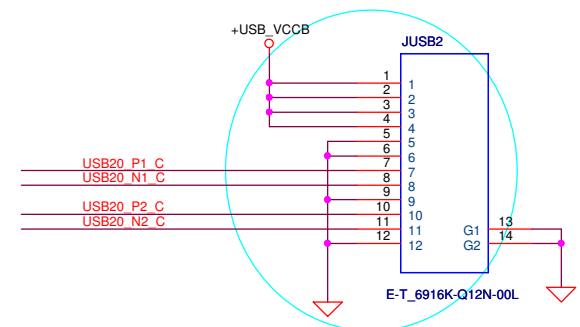 +USB_VCCB
JUSB2
1 1
2 2
3 3
4 4
5 5
6 6
USB20_P1_C 7 7
USB20_N1_C 8 8
9 9
USB20_P2_C 10 10
USB20_N2_C 11 11 G1 13
12 12 G2 14
E-T_6916K-Q12N-00L